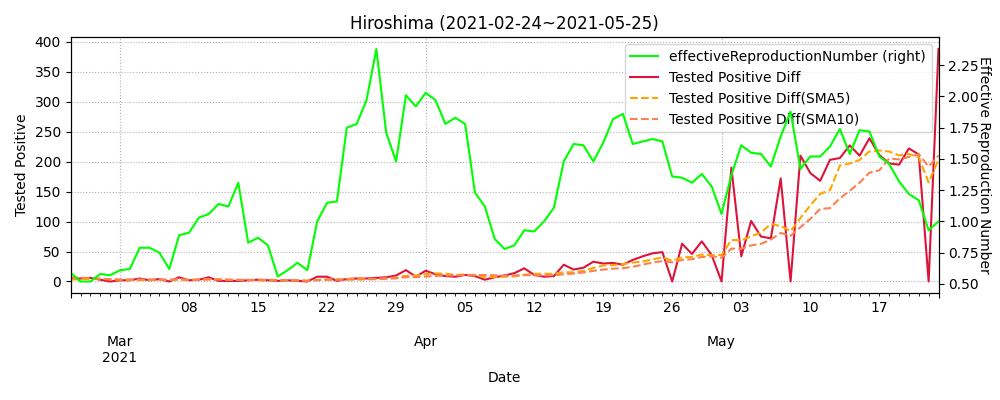 Hiroshima (2021-02-24~2021-05-25)
effectiveReproductionNumber (right)
Tested Positive Diff
Tested Positive Diff(SMA5)
Tested Positive Diff(SMA10)
Tested Positive
400
350
300
250
200
150
100
50
0
2.25
2.00
1.75
1.50
1.25
1.00
0.75
0.50
Effective Reproduction Number
08 15 22 29 05 12 19 26 03 10 17
Mar Apr May
2021
Date